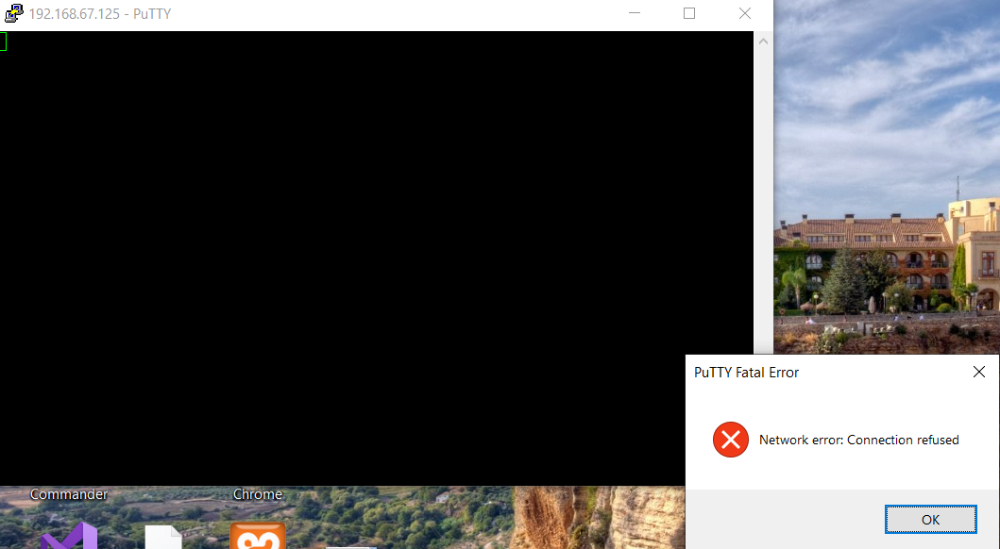 192.168.67.125 - PuTTY
PuTTY Fatal Error
Network error: Connection refused
OK
Commander
Chrome